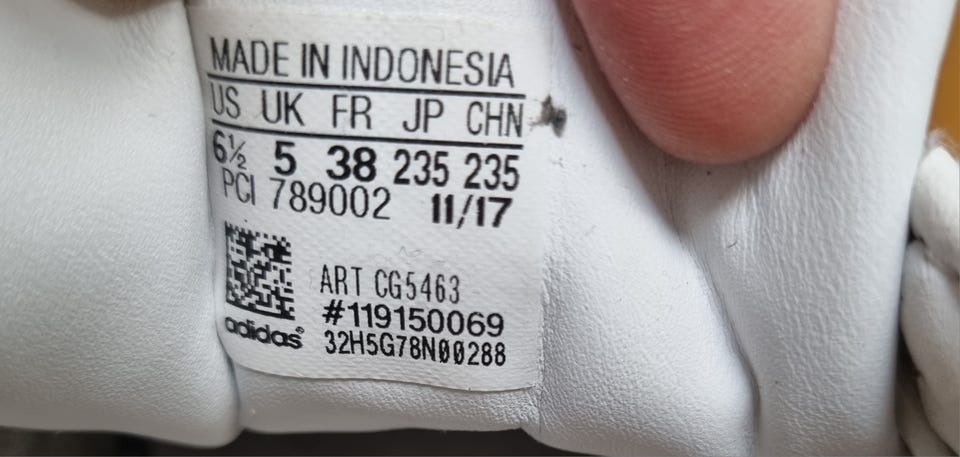 MADE IN INDONESIA
US UK FR JP CHN
6½ 5 38 235 235
PCI 789002 11/17
ART CG5463
#119150069
adidas® 32H5G78N00288